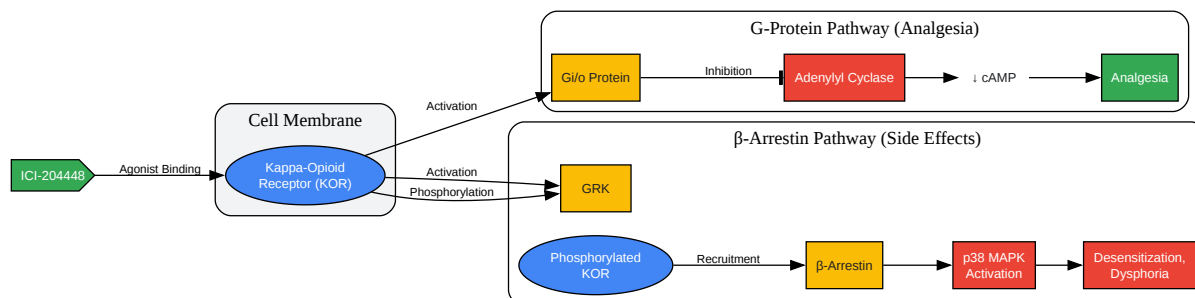 G-Protein Pathway (Analgesia)
Gi/o Protein
Inhibition
Adenylyl Cyclase
↓ cAMP
Analgesia
Activation
Cell Membrane
β-Arrestin Pathway (Side Effects)
ICI-204448
Agonist Binding
Kappa-Opioid
Receptor (KOR)
Activation
Phosphorylation
GRK
Phosphorylated
KOR
Recruitment
β-Arrestin
p38 MAPK
Activation
Desensitization,
Dysphoria